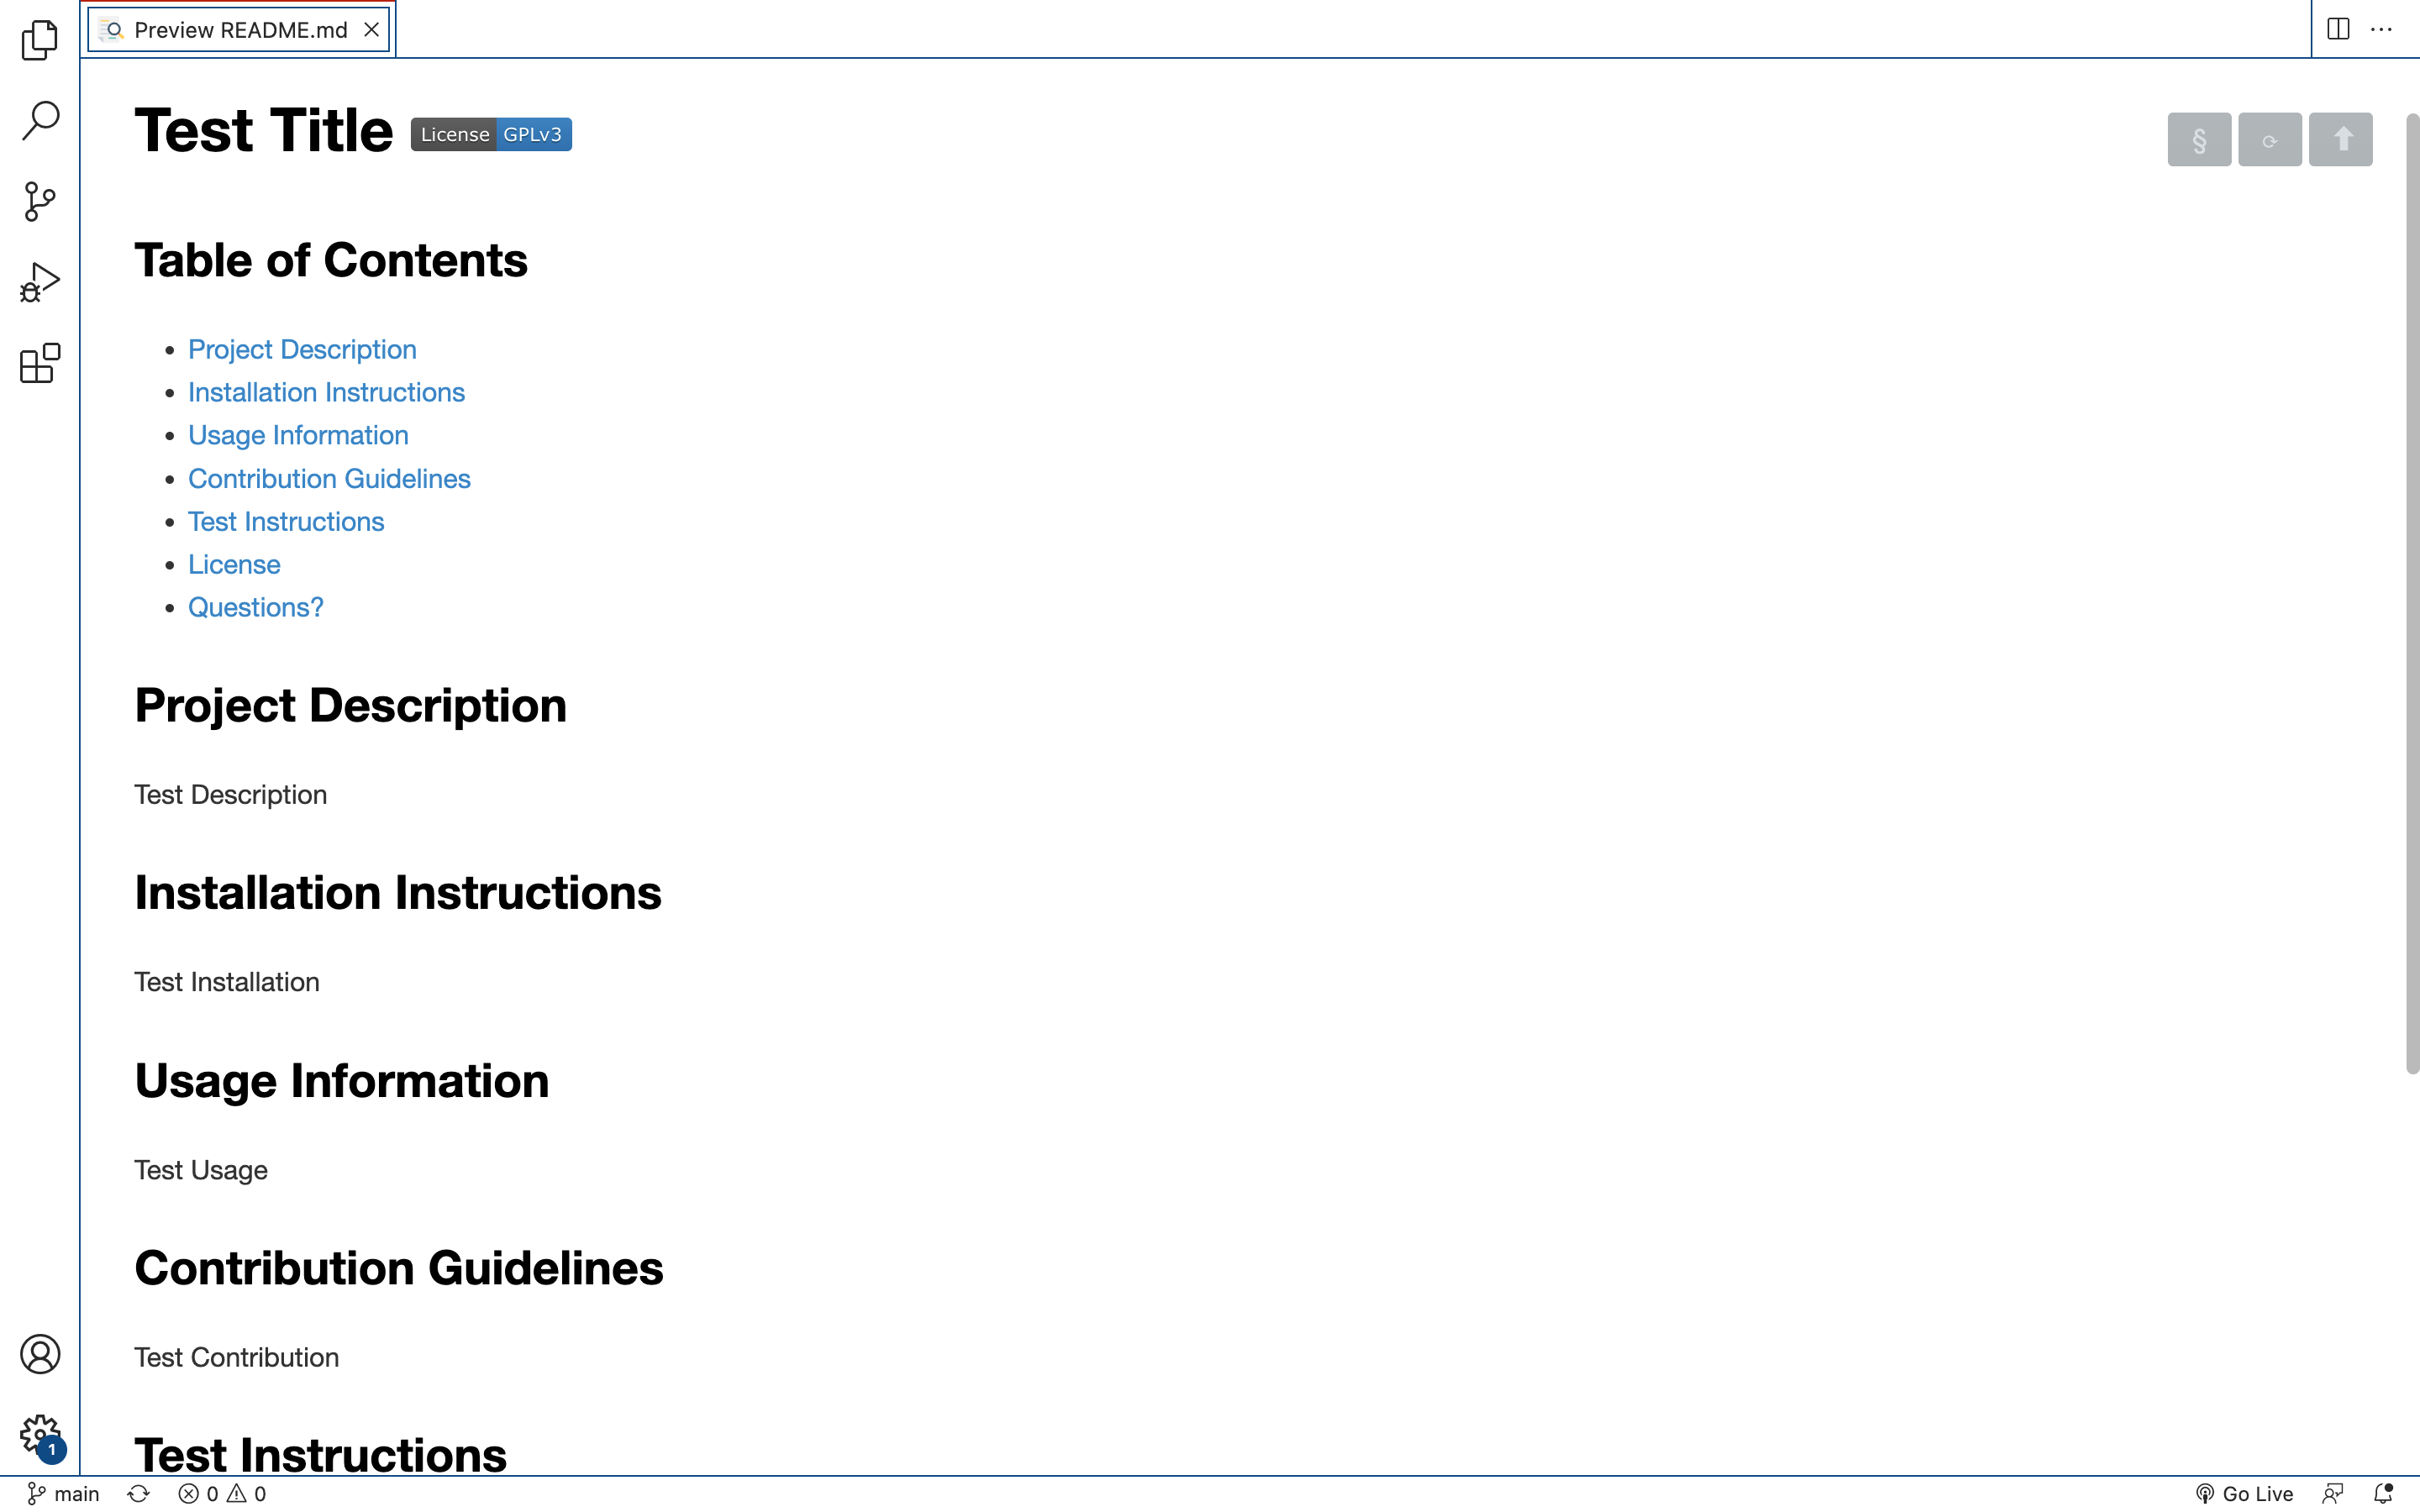 Preview README.md
Test Title License GPLv3
§
Table of Contents
Project Description
Installation Instructions
Usage Information
Contribution Guidelines
Test Instructions
License
Questions?
Project Description
Test Description
Installation Instructions
Test Installation
Usage Information
Test Usage
Contribution Guidelines
Test Contribution
Test Instructions
1
main 0 0 Go Live